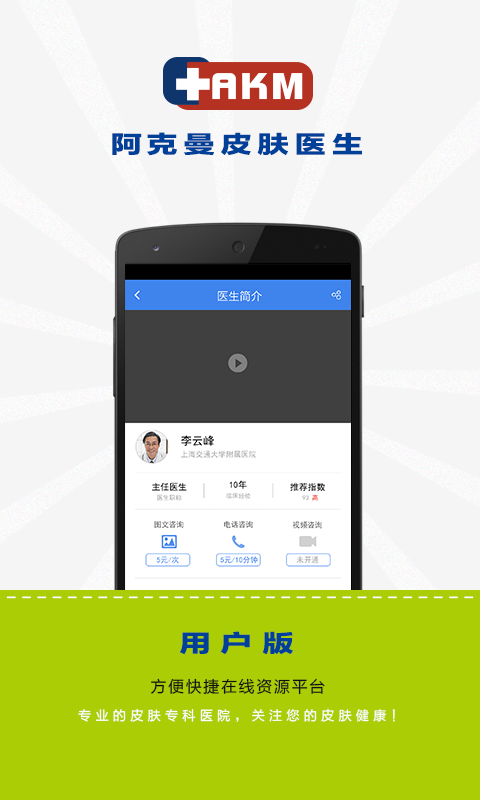 AKM
阿克曼皮肤医生
医生简介
李云峰
上海交通大学附属医院
主任医生 10年 推荐指数
医生职称 临床经验 93 高
图文咨询 电话咨询 视频咨询
5元/次 5元/10分钟 未开通
用户版
方便快捷在线资源平台
专业的皮肤专科医院，关注您的皮肤健康！